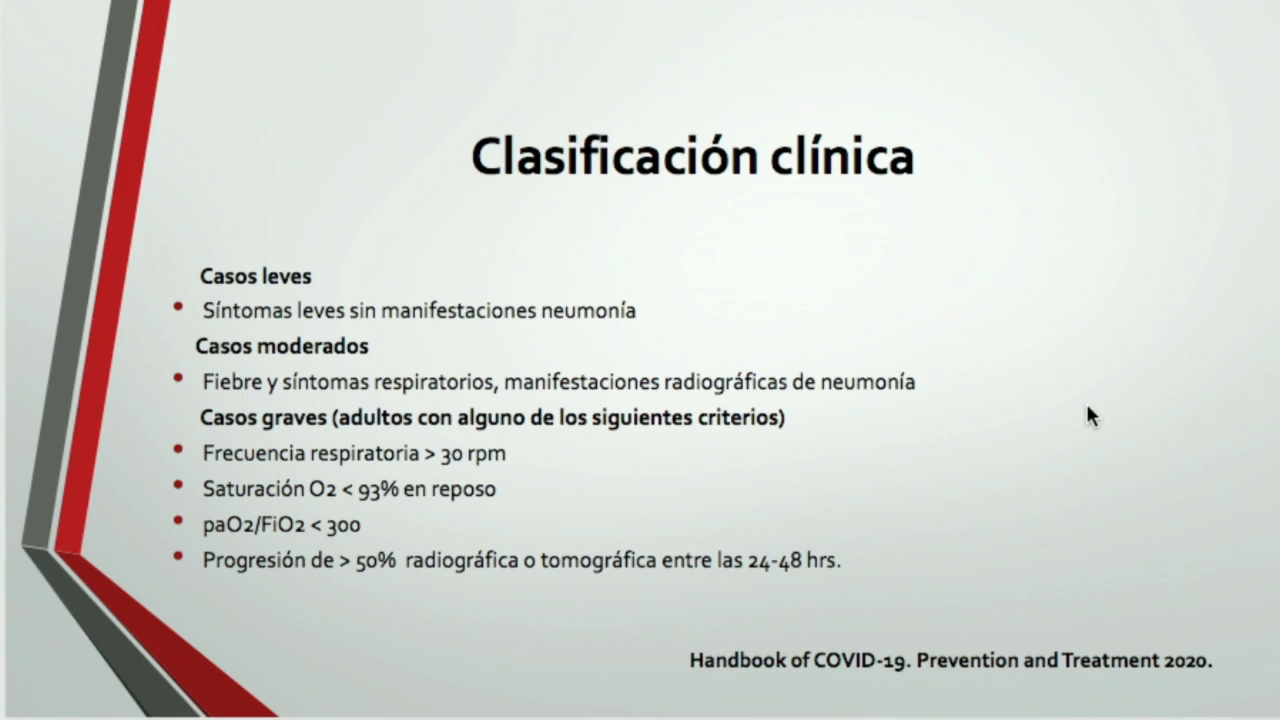 Clasificación clínica
Casos leves
• Síntomas leves sin manifestaciones neumonía
Casos moderados
• Fiebre y síntomas respiratorios, manifestaciones radiográficas de neumonía
Casos graves (adultos con alguno de los siguientes criterios)
• Frecuencia respiratoria > 30 rpm
• Saturación O2 < 93% en reposo
• paO2/FiO2 < 300
• Progresión de > 50% radiográfica o tomográfica entre las 24-48 hrs.
Handbook of COVID-19. Prevention and Treatment 2020.